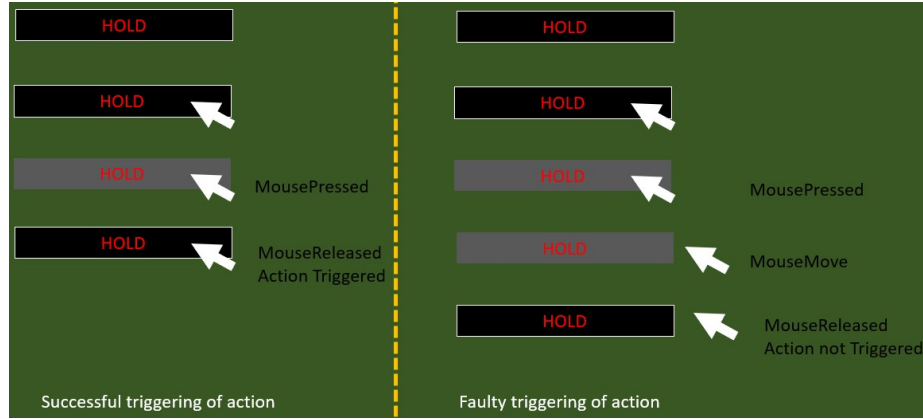 HOLD
HOLD
HOLD
MousePressed
HOLD
MouseReleased
Action Triggered
Successful triggering of action
HOLD
HOLD
HOLD
MousePressed
HOLD
MouseMove
HOLD
MouseReleased
Action not Triggered
Faulty triggering of action